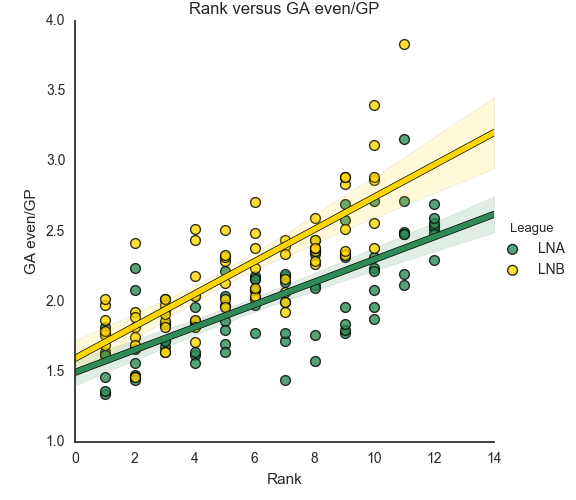 Rank versus GA even/GP
4.0
3.5
3.0
2.5
2.0
1.5
1.0
GA even/GP
0 2 4 6 8 10 12 14
Rank
League
LNA
LNB